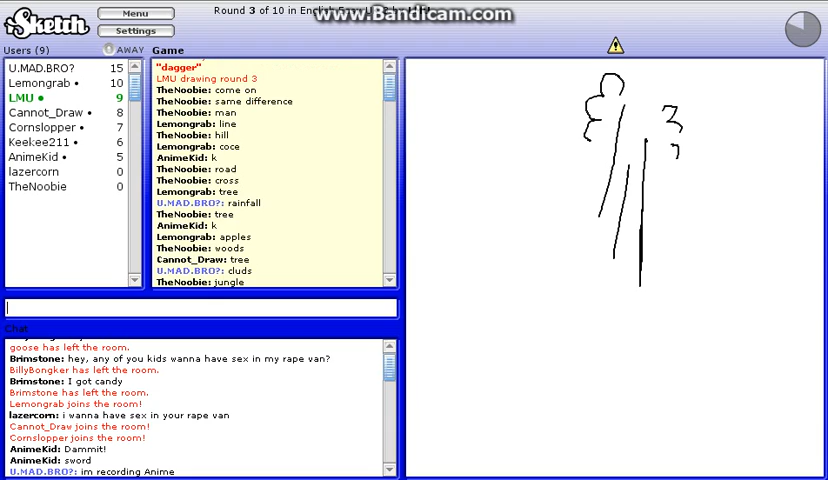 www.Bandicam.com
iSketch
Menu
Settings
Round 3 of 10 in English Easy
Users (9)
AWAY
Game
U.MAD.BRO? 15
Lemongrab • 10
LMU • 9
Cannot_Draw • 8
Cornslopper • 7
Keekee211 • 6
AnimeKid • 5
lazercorn 0
TheNoobie 0
"dagger"
LMU drawing round 3
TheNoobie: come on
TheNoobie: same difference
TheNoobie: man
Lemongrab: line
TheNoobie: hill
Lemongrab: coce
AnimeKid: k
TheNoobie: road
TheNoobie: cross
Lemongrab: tree
U.MAD.BRO?: rainfall
TheNoobie: tree
AnimeKid: k
Lemongrab: apples
TheNoobie: woods
Cannot_Draw: tree
U.MAD.BRO?: cluds
TheNoobie: jungle
Chat
goose has left the room.
Brimstone: hey, any of you kids wanna have sex in my rape van?
BillyBongker has left the room.
Brimstone: I got candy
Brimstone has left the room.
Lemongrab joins the room!
lazercorn: i wanna have sex in your rape van
Cannot_Draw joins the room!
Cornslopper joins the room!
AnimeKid: Dammit!
AnimeKid: sword
U.MAD.BRO?: im recording Anime